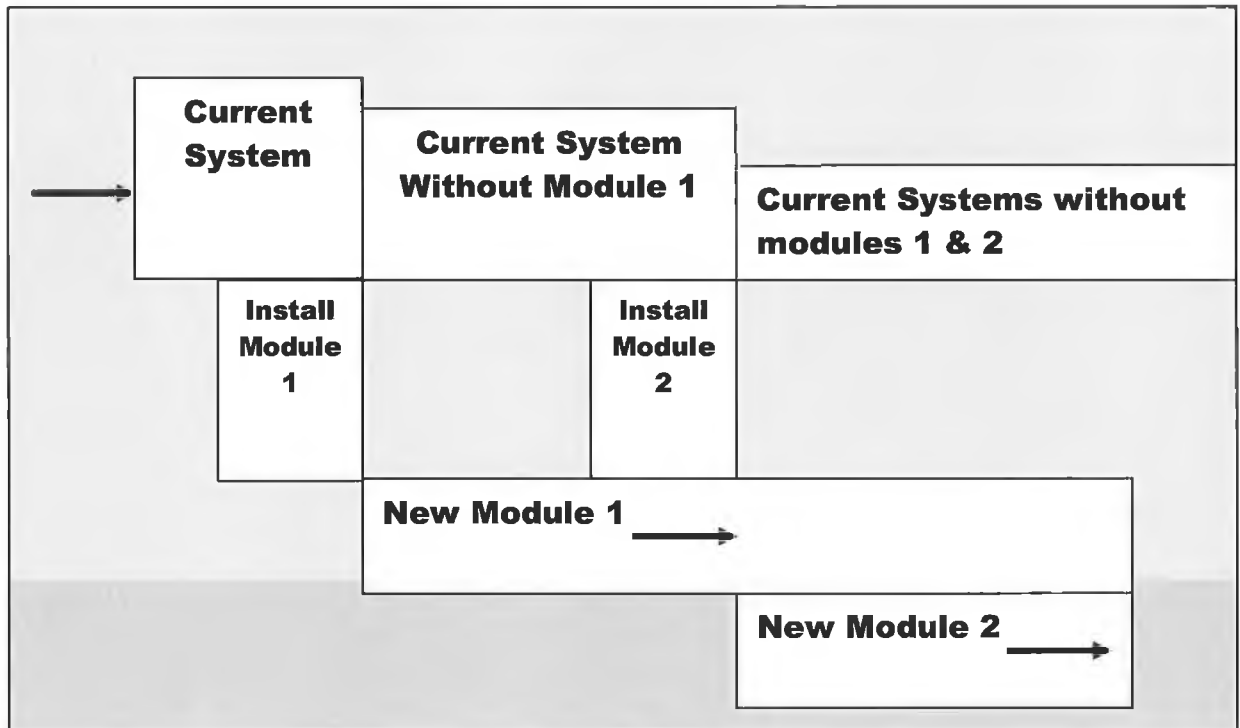 Current
System
Current System
Without Module 1
Current Systems without
modules 1 & 2
Install
Module
1
Install
Module
2
New Module 1
New Module 2